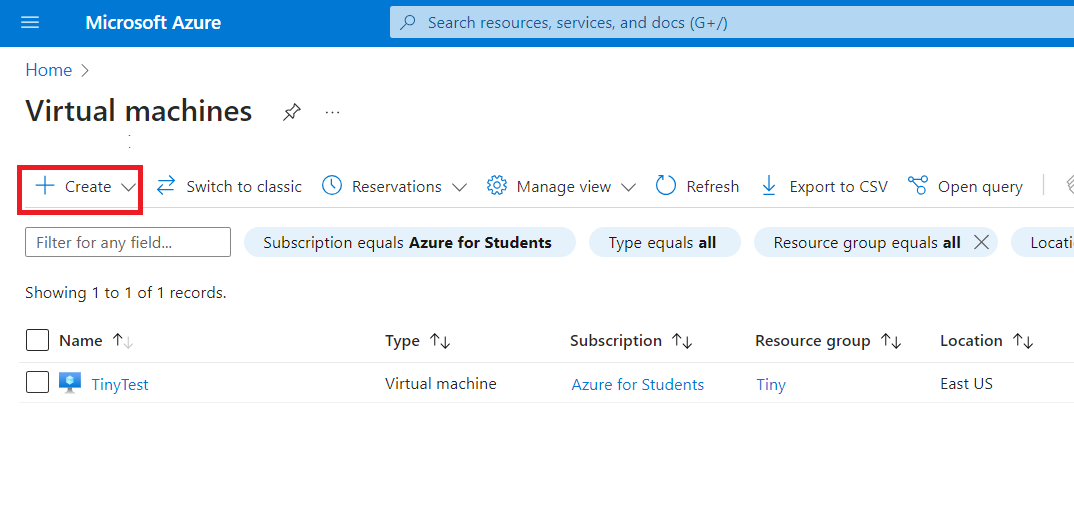 Microsoft Azure Search resources, services, and docs (G+/)
Home
Virtual machines
Create Switch to classic Reservations Manage view Refresh Export to CSV Open query
Filter for any field... Subscription equals Azure for Students Type equals all Resource group equals all Locati
Showing 1 to 1 of 1 records.
Name Type Subscription Resource group Location
TinyTest Virtual machine Azure for Students Tiny East US